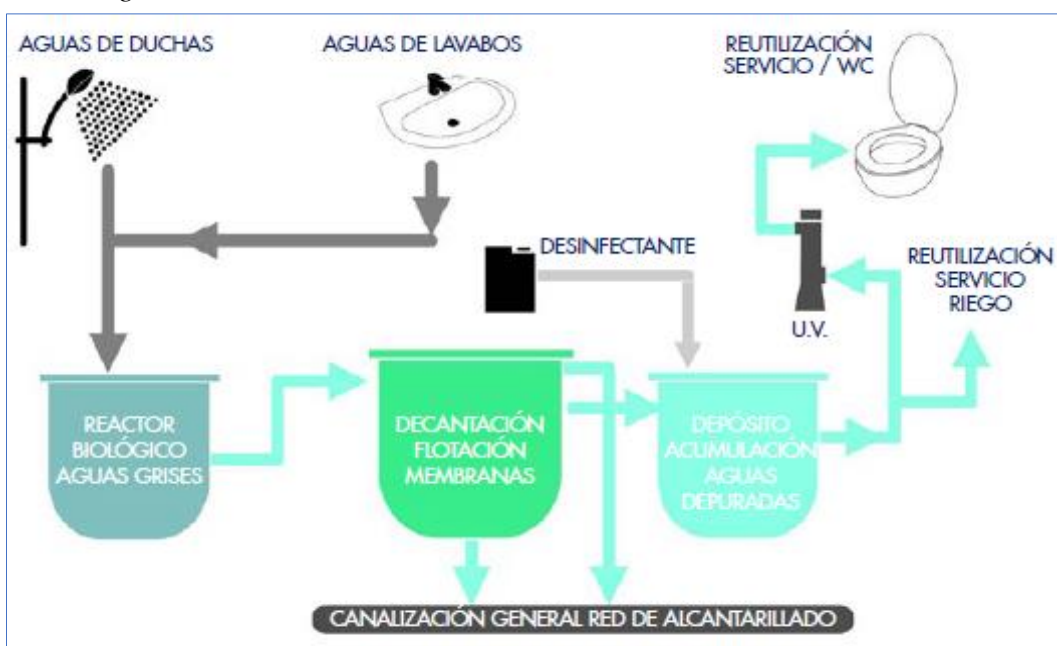 AGUAS DE DUCHAS
AGUAS DE LAVABOS
REUTILIZACIÓN
SERVICIO / WC
DESINFECTANTE
REUTILIZACIÓN
SERVICIO
RIEGO
U.V.
REACTOR
BIOLÓGICO
AGUAS GRISES
DECANTACIÓN
FLOTACIÓN
MEMBRANAS
DEPÓSITO
ACUMULACIÓN
AGUAS
DEPURADAS
CANALIZACIÓN GENERAL RED DE ALCANTARILLADO